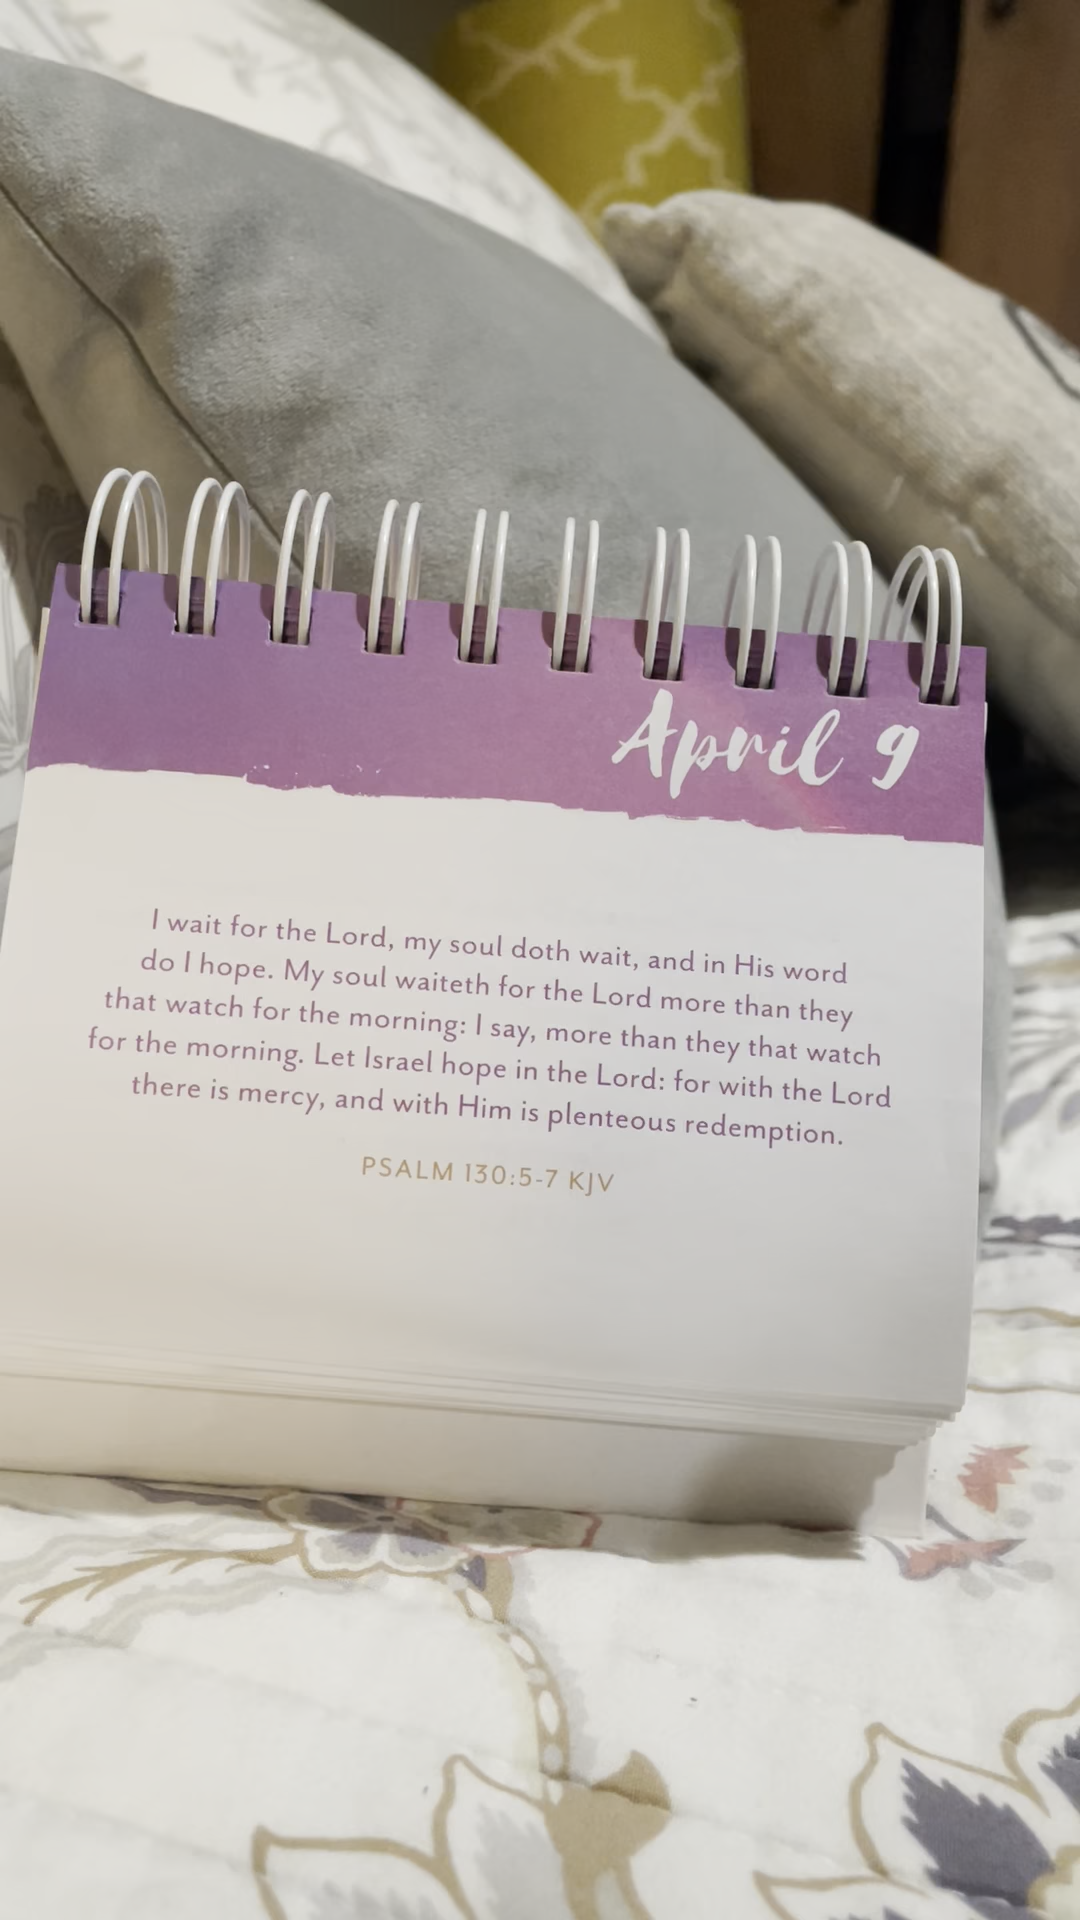 April 9
I wait for the Lord, my soul doth wait, and in His word
do I hope. My soul waiteth for the Lord more than they
that watch for the morning: I say, more than they that watch
for the morning. Let Israel hope in the Lord: for with the Lord
there is mercy, and with Him is plenteous redemption.
PSALM 130:5-7 KJV